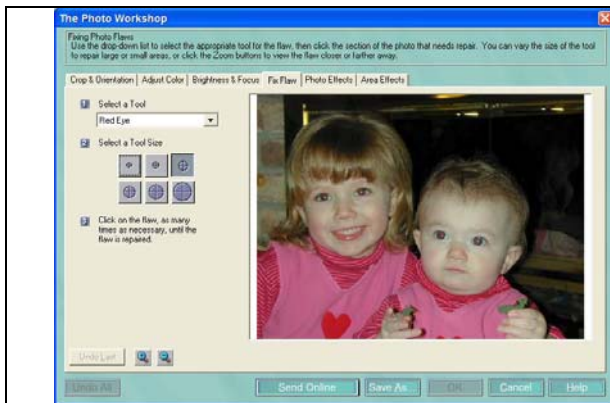 The Photo Workshop
Fixing Photo Flaws
Use the drop-down list to select the appropriate tool for the flaw, then click the section of the photo that needs repair. You can vary the size of the tool
to repair large or small areas, or click the Zoom buttons to view the flaw closer or farther away.
Crop & Orientation Adjust Color Brightness & Focus Fix Flaw Photo Effects Area Effects
1 Select a Tool
Red Eye
2 Select a Tool Size
3 Click on the flaw, as many
times as necessary, until the
flaw is repaired.
Undo Last
Undo All Send Online Save As... OK Cancel Help